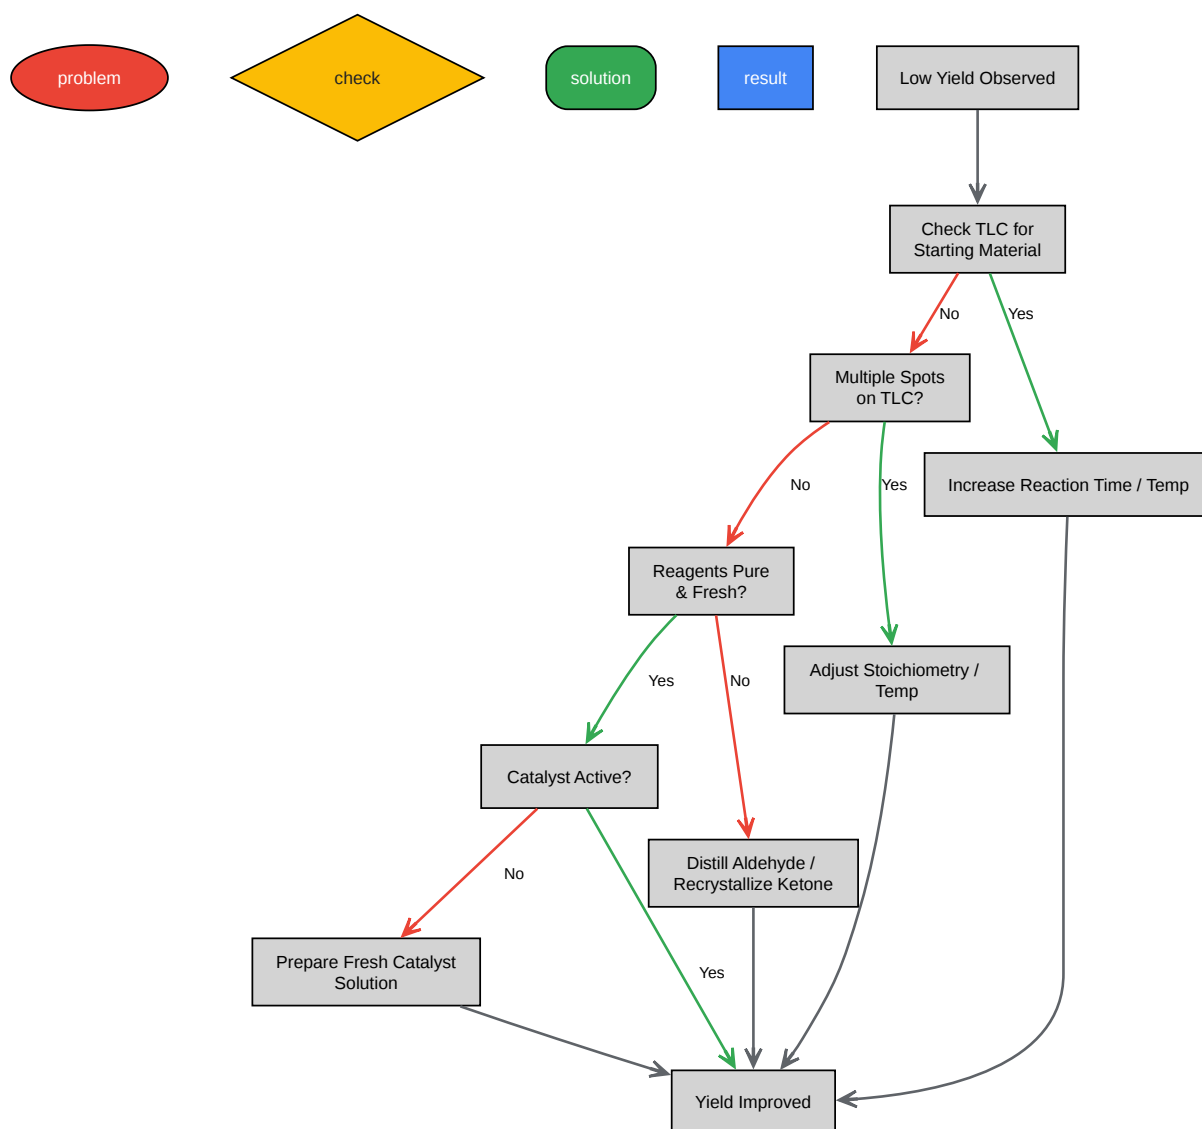 problem
check
solution
result
Low Yield Observed
Check TLC for
Starting Material
No
Yes
Multiple Spots
on TLC?
No
Yes
Increase Reaction Time / Temp
Reagents Pure
& Fresh?
Yes
No
Adjust Stoichiometry /
Temp
Catalyst Active?
No
Distill Aldehyde /
Recrystallize Ketone
Prepare Fresh Catalyst
Solution
Yes
Yield Improved